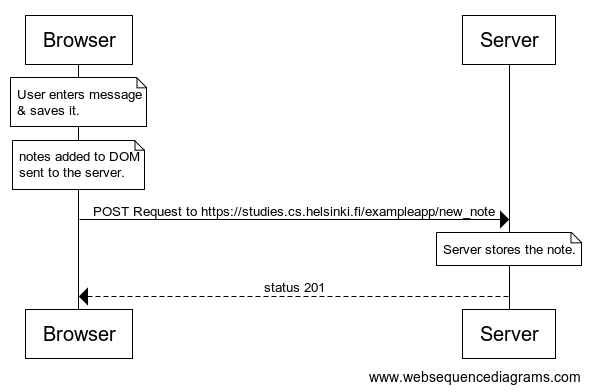 Browser
Server
User enters message
& saves it.
notes added to DOM
sent to the server.
POST Request to https://studies.cs.helsinki.fi/exampleapp/new_note
Server stores the note.
status 201
Browser
Server
www.websequencediagrams.com